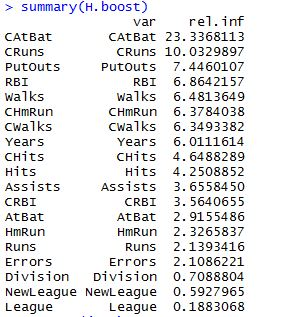 > summary(H.boost)
var rel.inf
CAtBat CAtBat 23.3368113
CRuns CRuns 10.0329897
PutOuts PutOuts 7.4460107
RBI RBI 6.8642157
Walks Walks 6.4813649
CHmRun CHmRun 6.3784038
CWalks CWalks 6.3493382
Years Years 6.0111614
CHits CHits 4.6488289
Hits Hits 4.2508852
Assists Assists 3.6558450
CRBI CRBI 3.5640655
AtBat AtBat 2.9155486
HmRun HmRun 2.3265837
Runs Runs 2.1393416
Errors Errors 2.1086221
Division Division 0.7088804
NewLeague NewLeague 0.5927965
League League 0.1883068